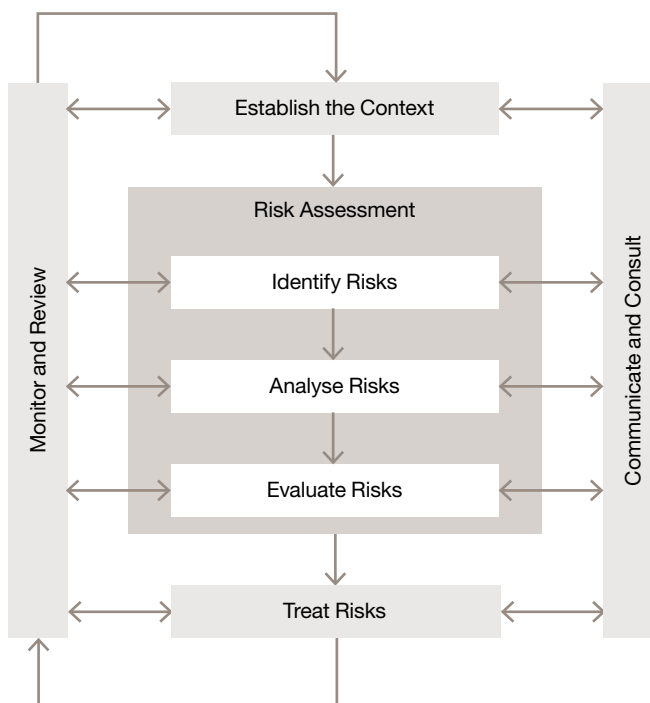 Establish the Context
Risk Assessment
Identify Risks
Analyse Risks
Evaluate Risks
Treat Risks
Monitor and Review
Communicate and Consult